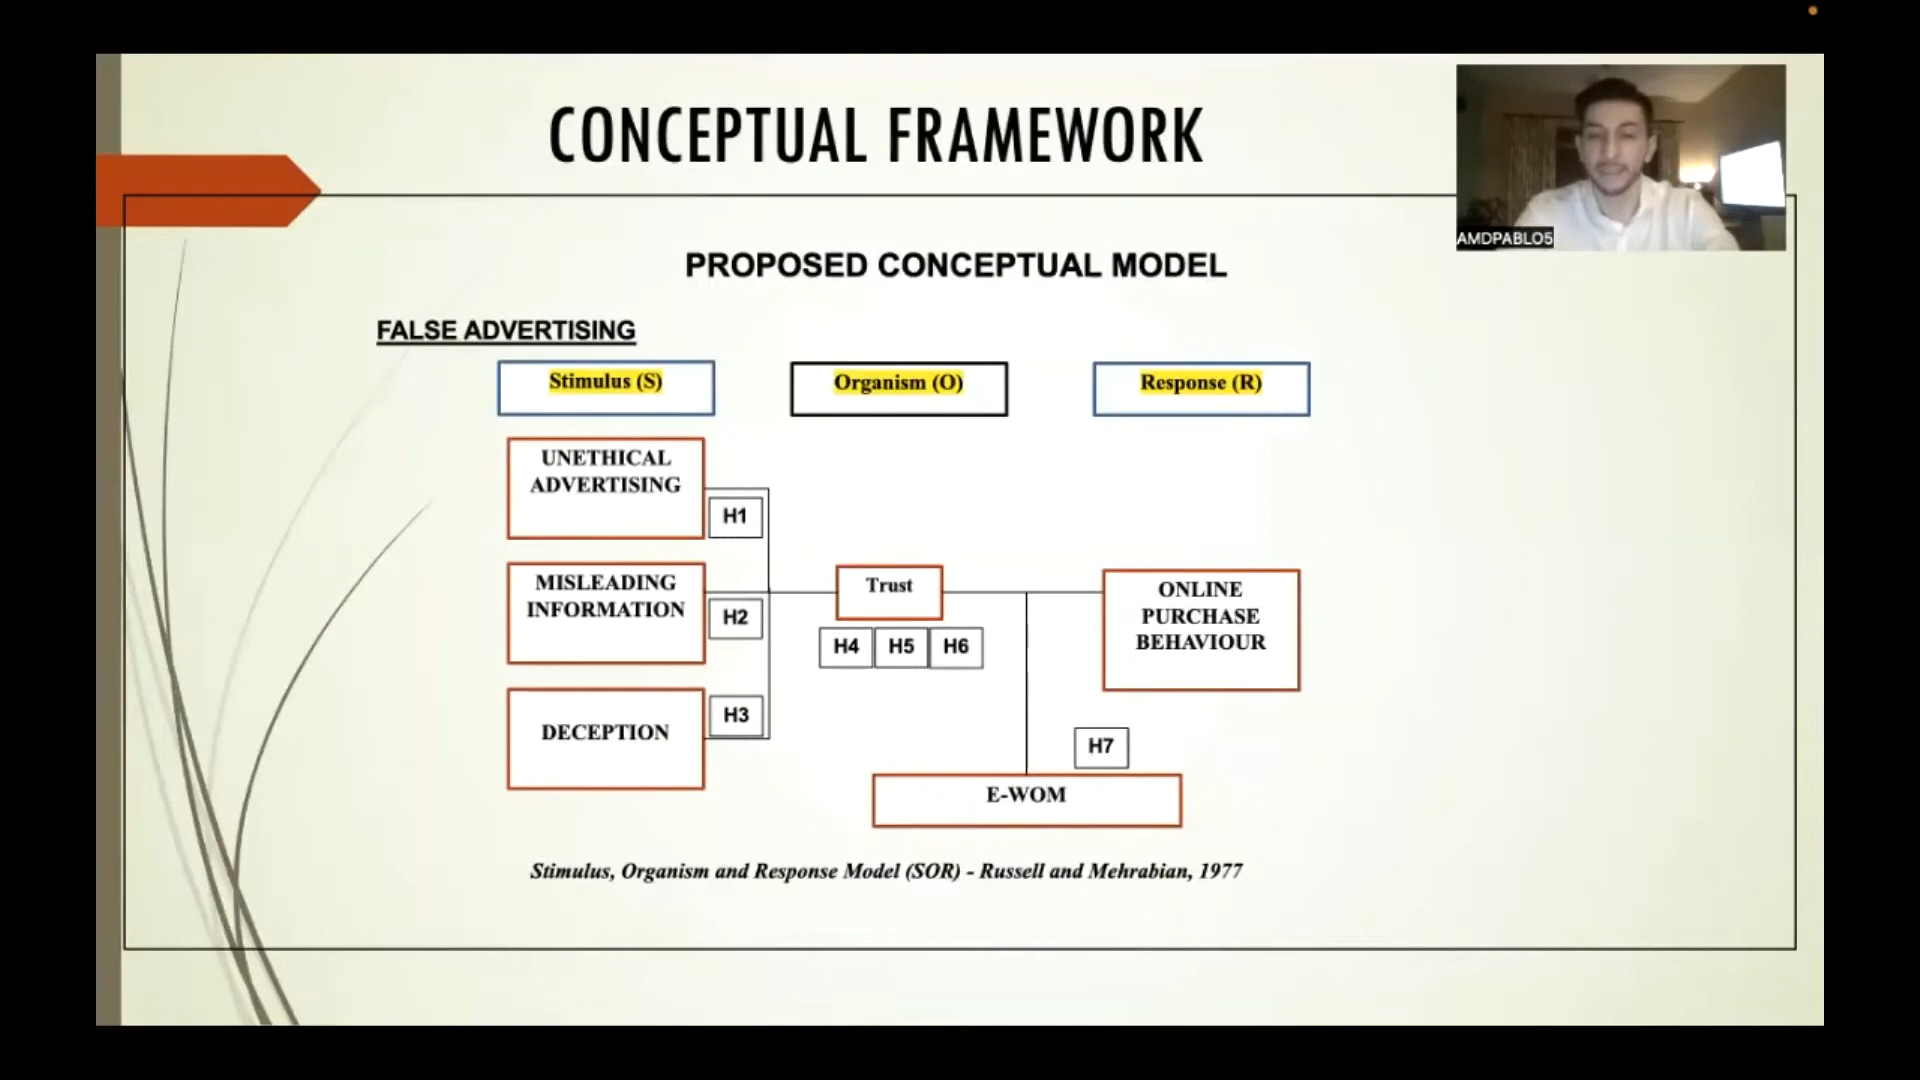 CONCEPTUAL FRAMEWORK
AMDPABLO5
PROPOSED CONCEPTUAL MODEL
FALSE ADVERTISING
Stimulus (S)
Organism (O)
Response (R)
UNETHICAL
ADVERTISING
H1
MISLEADING
INFORMATION
H2
DECEPTION
H3
Trust
H4
H5
H6
ONLINE
PURCHASE
BEHAVIOUR
H7
E-WOM
Stimulus, Organism and Response Model (SOR) - Russell and Mehrabian, 1977